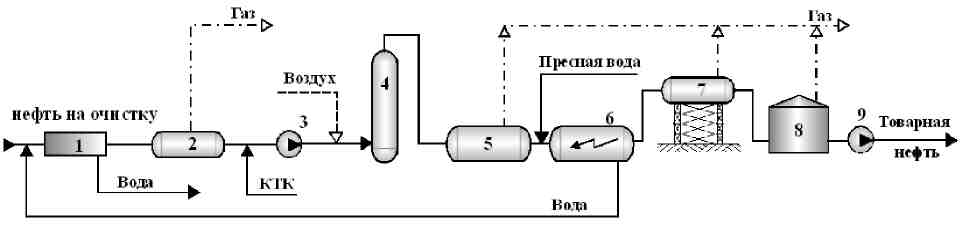 Газ
Газ
Воздух
Пресная вода
нефть на очистку
1
2
3
4
5
6
7
8
9
Товарная
нефть
Вода
КТК
Вода